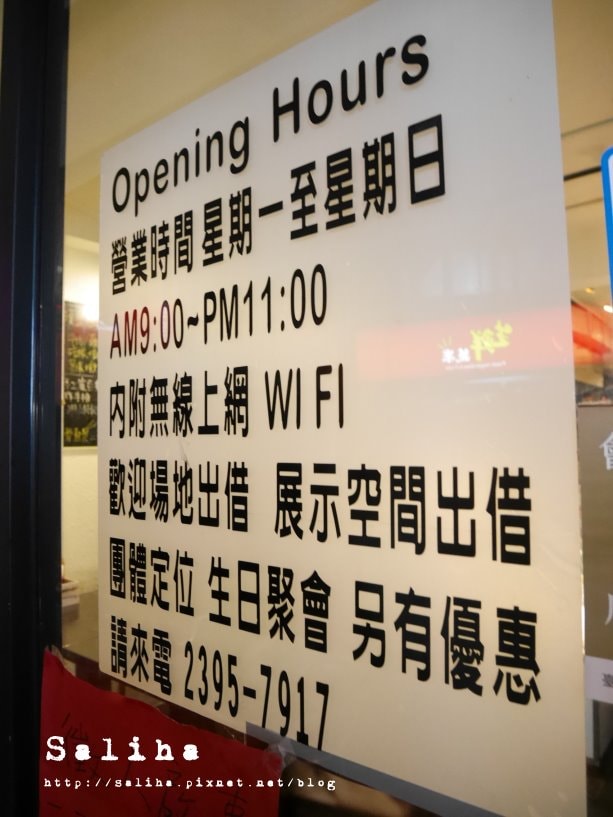 Opening Hours
營業時間 星期一至星期日
AM9:00~PM11:00
內附無線上網 WI FI
歡迎場地出借 展示空間出借
團體定位 生日聚會 另有優惠
請來電 2395-7917
Saliha
http://saliha.pixnet.net/blog